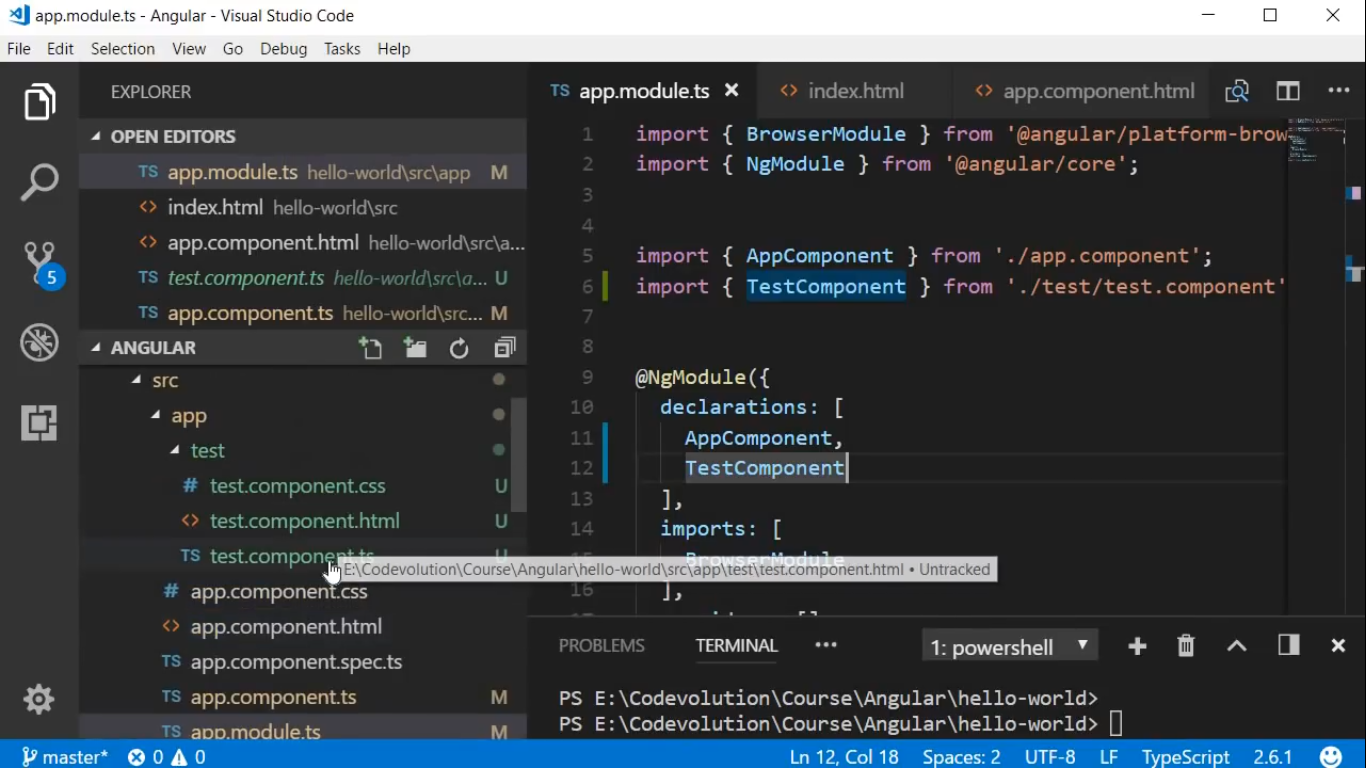 app.module.ts - Angular - Visual Studio Code
File Edit Selection View Go Debug Tasks Help
EXPLORER
OPEN EDITORS
TS app.module.ts hello-world\src\app M
<> index.html hello-world\src
<> app.component.html hello-world\src\a...
TS test.component.ts hello-world\src\a... U
TS app.component.ts hello-world\src... M
ANGULAR
src
app
test
# test.component.css U
<> test.component.html U
TS test.component.ts U
# app.component.css
<> app.component.html
TS app.component.spec.ts
TS app.component.ts M
TS app.module.ts M
5
TS app.module.ts
<> index.html
<> app.component.html
1 import { BrowserModule } from '@angular/platform-brow
2 import { NgModule } from '@angular/core';
3
4
5 import { AppComponent } from './app.component';
6 import { TestComponent } from './test/test.component'
7
8
9 @NgModule({
10 declarations: [
11 AppComponent,
12 TestComponent
13 ],
14 imports: [
BrowserModule
E:\Codevolution\Course\Angular\hello-world\src\app\test\test.component.html • Untracked
16 ],
PROBLEMS TERMINAL ••• 1: powershell
PS E:\Codevolution\Course\Angular\hello-world>
PS E:\Codevolution\Course\Angular\hello-world>
master* 0 0 Ln 12, Col 18 Spaces: 2 UTF-8 LF TypeScript 2.6.1